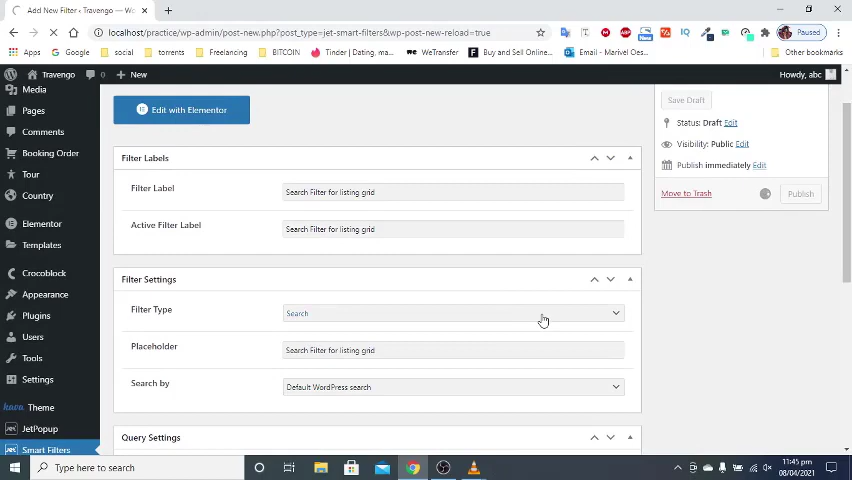 Add New Filter ‹ Travengo — W
localhost/practice/wp-admin/post-new.php?post_type=jet-smart-filters&wp-post-new-reload=true
Paused
Apps
Google
social
torrents
Freelancing
BITCOIN
Tinder | Dating, ma...
WeTransfer
Buy and Sell Online...
Email - Marvel Oes...
Other bookmarks
Travengo
0
New
Howdy, abc
Media
Pages
Comments
Booking Order
Tour
Country
Elementor
Templates
Crocoblock
Appearance
Plugins
Users
Tools
Settings
Theme
JetPopup
Smart Filters
Edit with Elementor
Filter Labels
Filter Label
Search Filter for listing grid
Active Filter Label
Search Filter for listing grid
Filter Settings
Filter Type
Search
Placeholder
Search Filter for listing grid
Search by
Default WordPress search
Query Settings
Save Draft
Status: Draft Edit
Visibility: Public Edit
Publish immediately Edit
Move to Trash
Publish
Type here to search
11:45 pm
08/04/2021